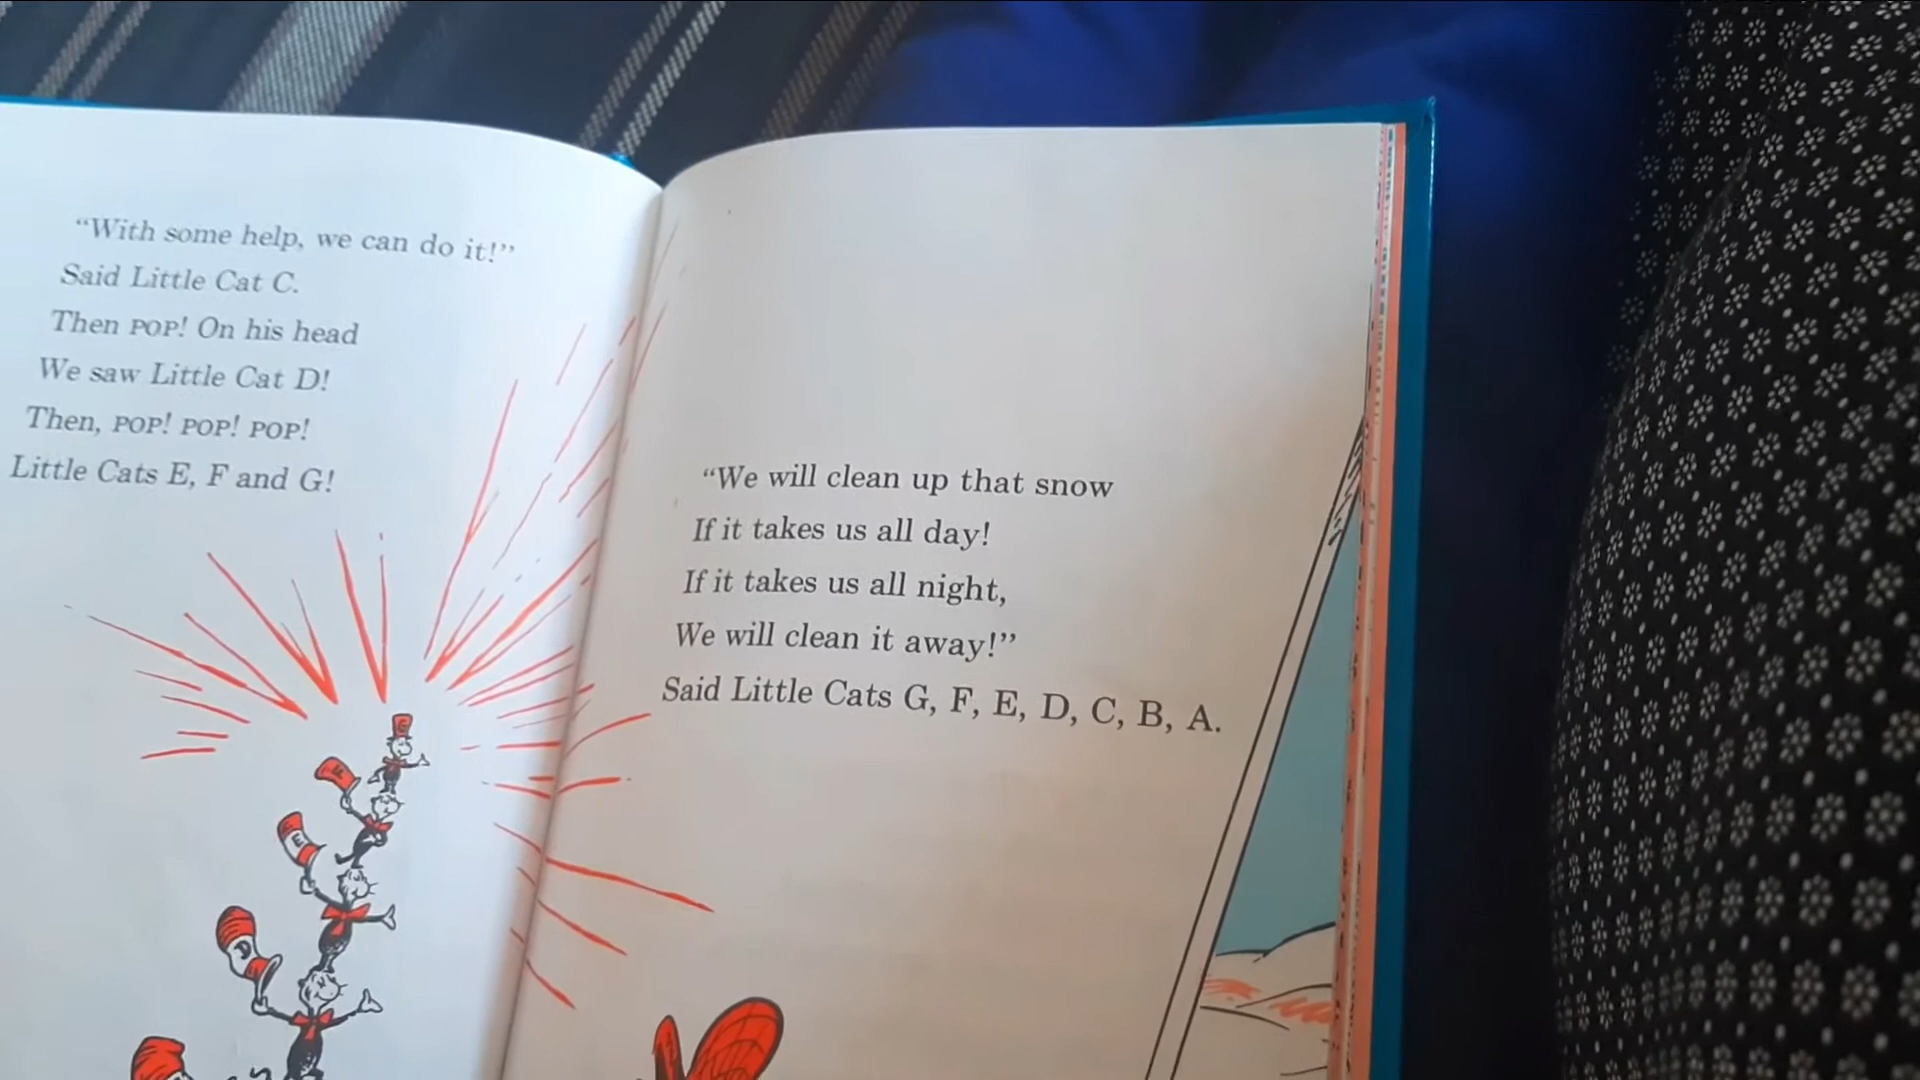 “With some help, we can do it!”
Said Little Cat C.
Then POP! On his head
We saw Little Cat D!
Then, POP! POP! POP!
Little Cats E, F and G!
G
F
E
D
“We will clean up that snow
If it takes us all day!
If it takes us all night,
We will clean it away!”
Said Little Cats G, F, E, D, C, B, A.